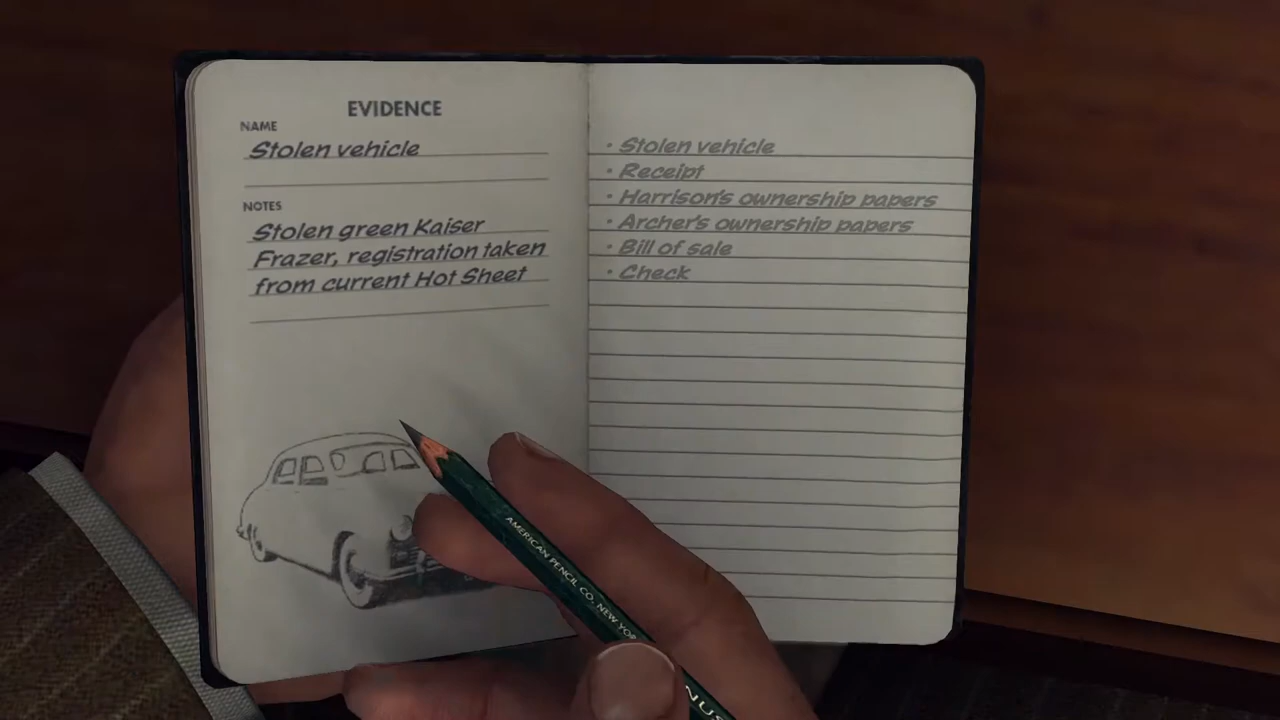 EVIDENCE
NAME
Stolen vehicle
NOTES
Stolen green Kaiser
Frazer, registration taken
from current Hot Sheet
• Stolen vehicle
• Receipt
• Harrison's ownership papers
• Archer's ownership papers
• Bill of sale
• Check
AMERICAN PENCIL CO. NEW YORK